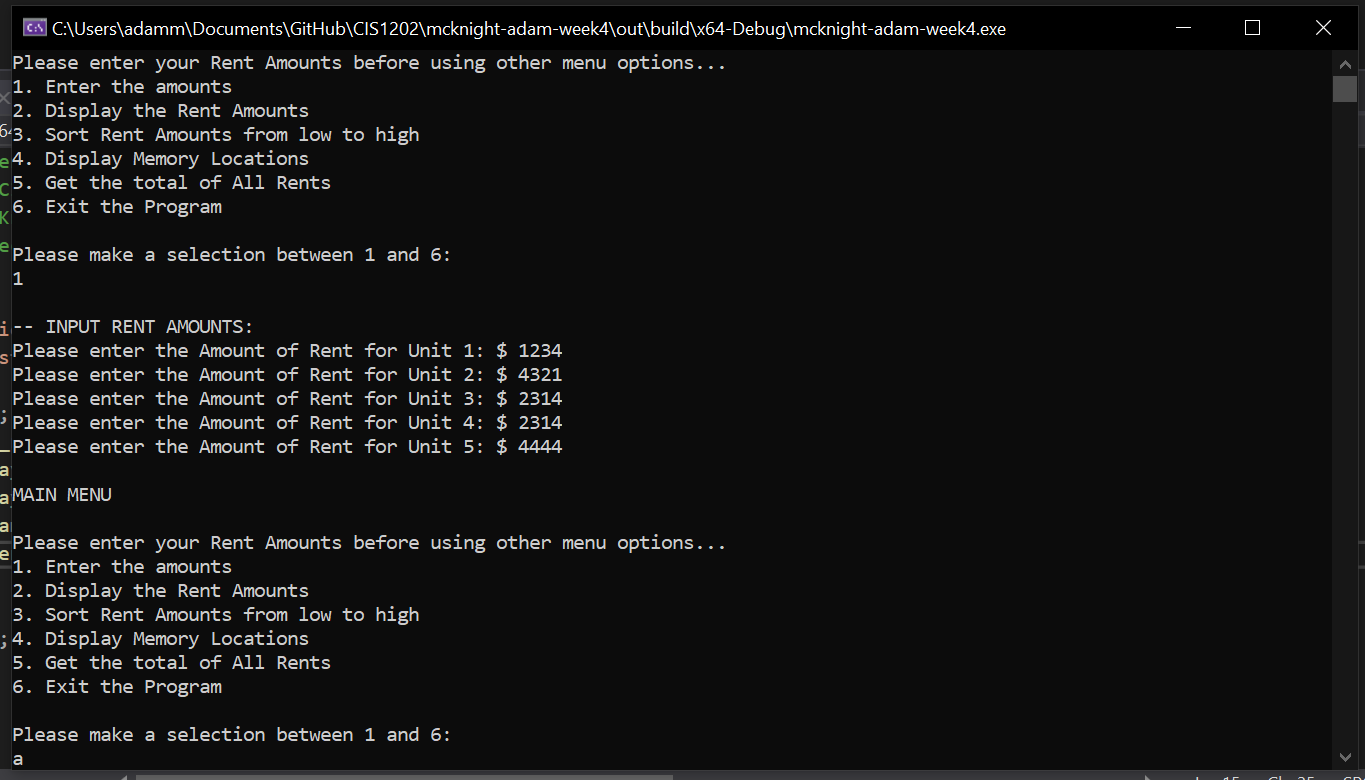 C:\Users\adamm\Documents\GitHub\CIS1202\mcknight-adam-week4\out\build\x64-Debug\mcknight-adam-week4.exe
Please enter your Rent Amounts before using other menu options...
1. Enter the amounts
2. Display the Rent Amounts
3. Sort Rent Amounts from low to high
4. Display Memory Locations
5. Get the total of All Rents
6. Exit the Program
Please make a selection between 1 and 6:
1
-- INPUT RENT AMOUNTS:
Please enter the Amount of Rent for Unit 1: $ 1234
Please enter the Amount of Rent for Unit 2: $ 4321
Please enter the Amount of Rent for Unit 3: $ 2314
Please enter the Amount of Rent for Unit 4: $ 2314
Please enter the Amount of Rent for Unit 5: $ 4444
MAIN MENU
Please enter your Rent Amounts before using other menu options...
1. Enter the amounts
2. Display the Rent Amounts
3. Sort Rent Amounts from low to high
4. Display Memory Locations
5. Get the total of All Rents
6. Exit the Program
Please make a selection between 1 and 6:
a